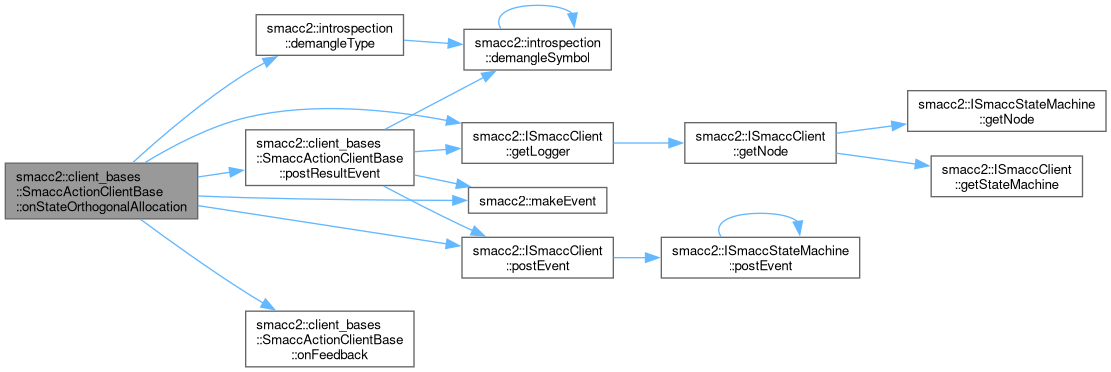 smacc2::client_bases
::SmaccActionClientBase
::onStateOrthogonalAllocation
smacc2::introspection
::demangleType
smacc2::introspection
::demangleSymbol
smacc2::client_bases
::SmaccActionClientBase
::postResultEvent
smacc2::ISmaccClient
::getLogger
smacc2::ISmaccClient
::getNode
smacc2::ISmaccStateMachine
::getNode
smacc2::ISmaccClient
::getStateMachine
smacc2::makeEvent
smacc2::ISmaccClient
::postEvent
smacc2::ISmaccStateMachine
::postEvent
smacc2::client_bases
::SmaccActionClientBase
::onFeedback